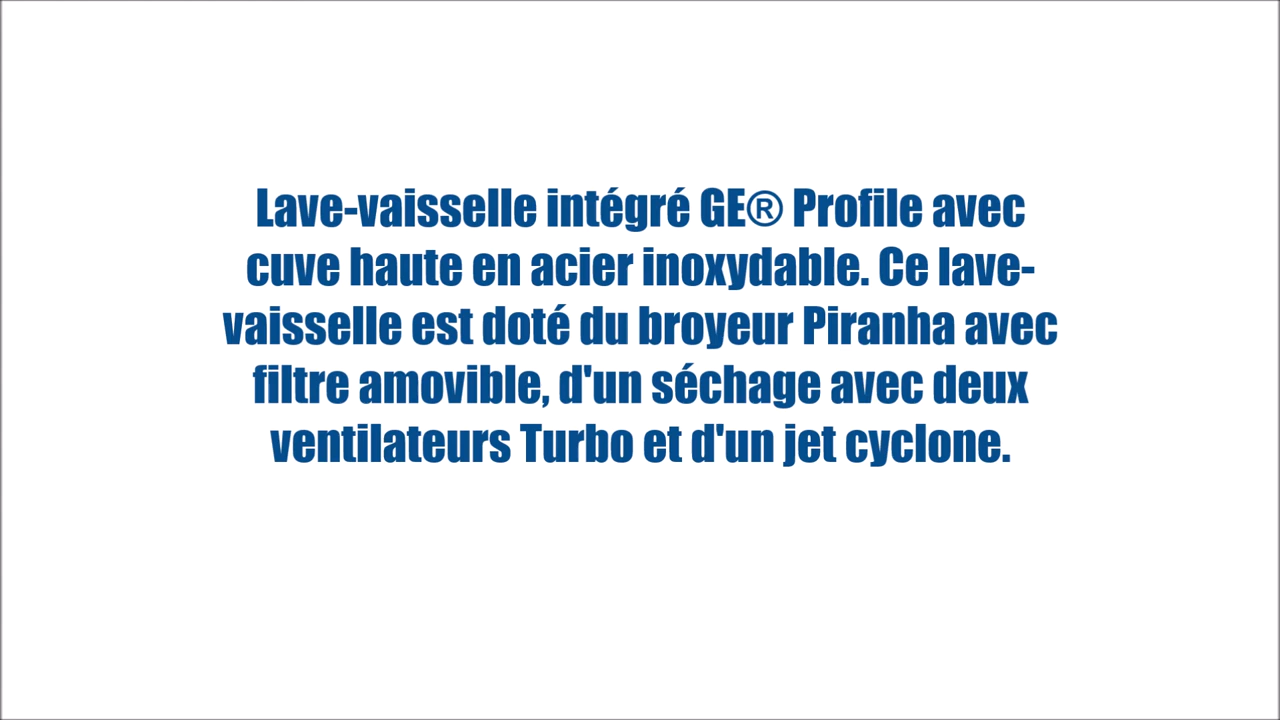 Lave-vaisselle intégré GE® Profile avec
cuve haute en acier inoxydable. Ce lave-
vaisselle est doté du broyeur Piranha avec
filtre amovible, d'un séchage avec deux
ventilateurs Turbo et d'un jet cyclone.